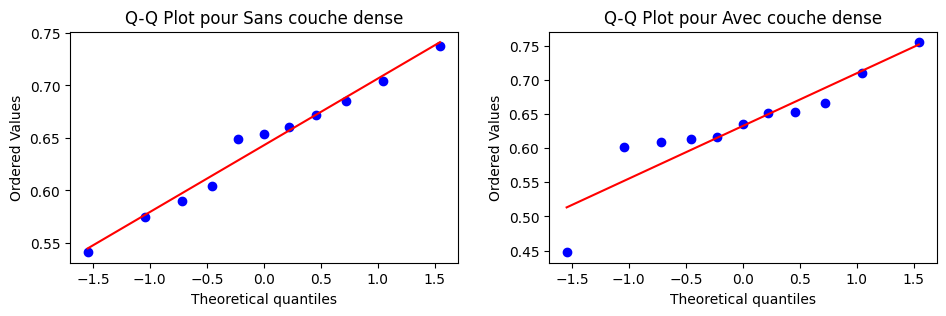 Q-Q Plot pour Sans couche dense
0.75
0.70
0.65
0.60
0.55
Ordered Values
−1.5 −1.0 −0.5 0.0 0.5 1.0 1.5
Theoretical quantiles
Q-Q Plot pour Avec couche dense
0.75
0.70
0.65
0.60
0.55
0.50
0.45
Ordered Values
−1.5 −1.0 −0.5 0.0 0.5 1.0 1.5
Theoretical quantiles